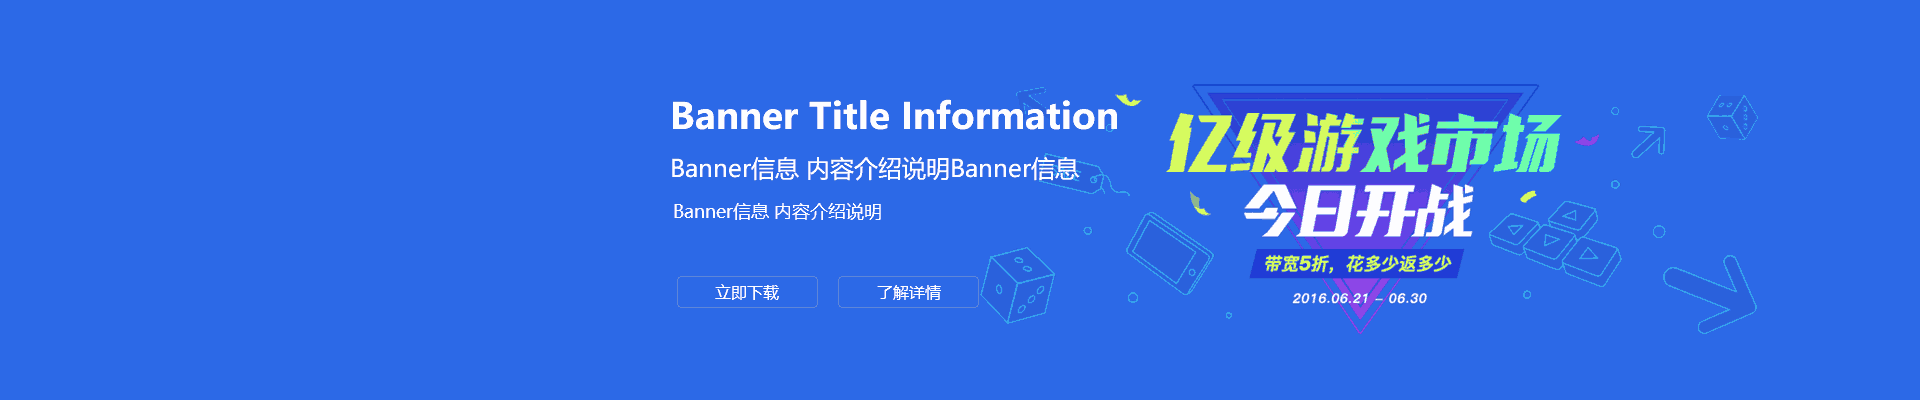 Banner Title Information
Banner信息 内容介绍说明Banner信息
Banner信息 内容介绍说明
立即下载
了解详情
亿级游戏市场
今日开战
带宽5折，花多少返多少
2016.06.21 – 06.30